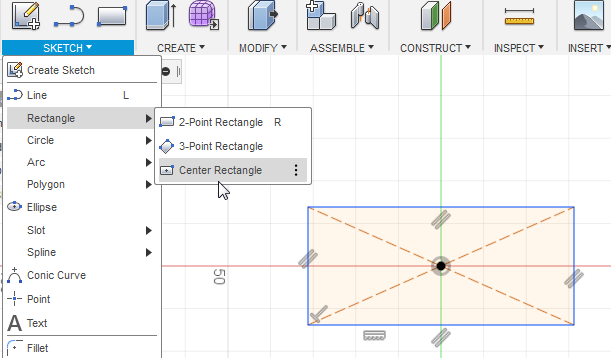 SKETCH CREATE MODIFY ASSEMBLE CONSTRUCT INSPECT INSERT
Create Sketch
Line L
Rectangle
2-Point Rectangle R
Circle
3-Point Rectangle
Arc
Center Rectangle
Polygon
Ellipse
Slot
Spline
Conic Curve
Point
Text
Fillet
50